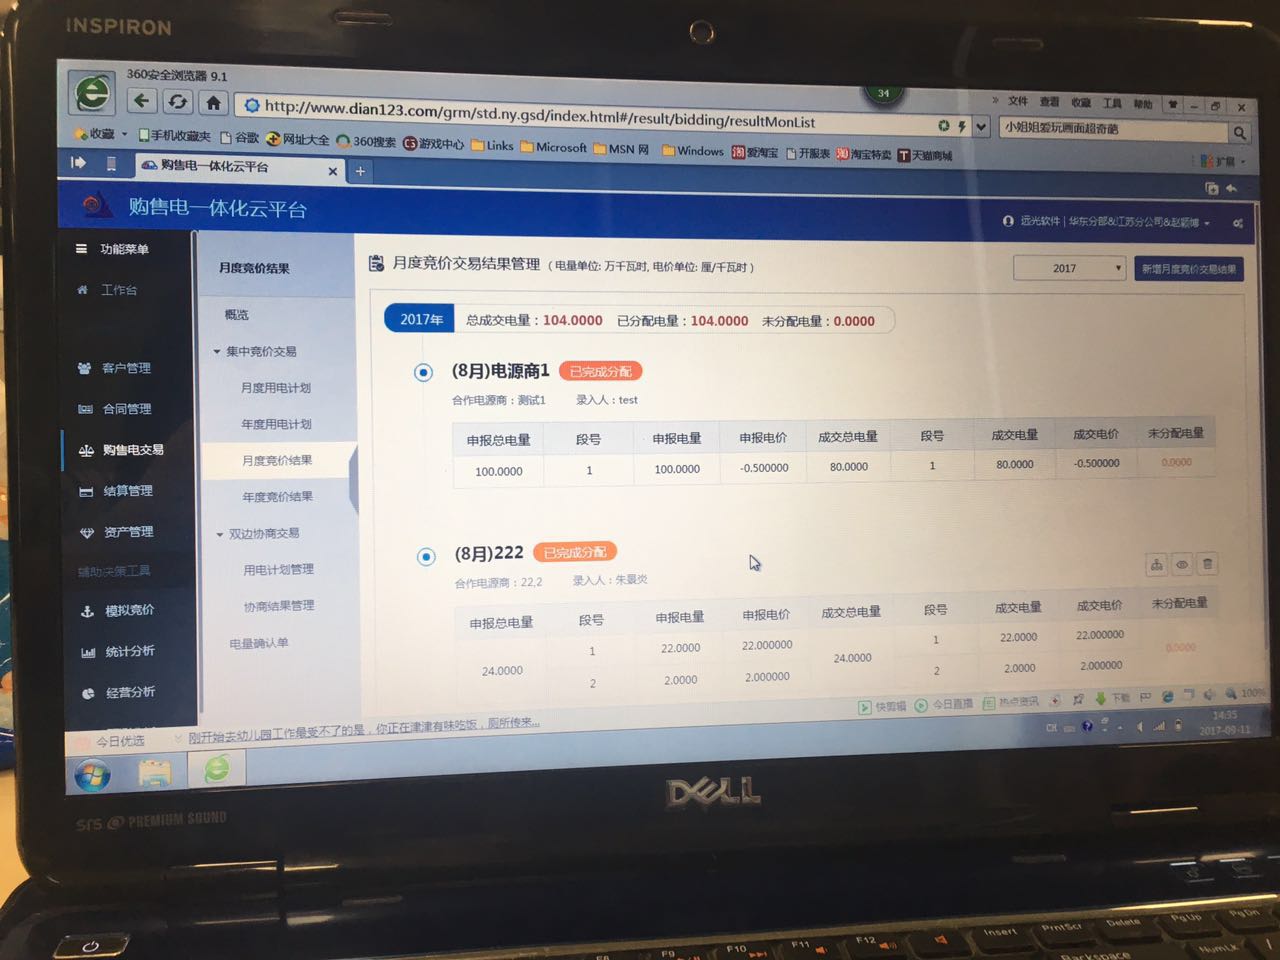 INSPIRON
360安全浏览器 9.1
34
文件 查看 收藏 工具 帮助
http://www.dian123.com/grm/std.ny.gsd/index.html#/result/bidding/resultMonList
小姐姐爱玩画面超奇葩
收藏 手机收藏夹 谷歌 网址大全 360搜索 游戏中心 Links Microsoft MSN 网 Windows 爱淘宝 开服表 淘宝特卖 天猫商城 扩展
购售电一体化云平台
购售电一体化云平台
远光软件 | 华东分部&江苏分公司&赵颖博
功能菜单
工作台
客户管理
合同管理
购售电交易
结算管理
资产管理
辅助决策工具
模拟竞价
统计分析
经营分析
月度竞价结果
概览
集中竞价交易
月度用电计划
年度用电计划
月度竞价结果
年度竞价结果
双边协商交易
用电计划管理
协商结果管理
电量确认单
月度竞价交易结果管理 (电量单位: 万千瓦时, 电价单位: 厘/千瓦时)
2017
新增月度竞价交易结果
2017年 总成交电量：104.0000 已分配电量：104.0000 未分配电量：0.0000
(8月)电源商1 已完成分配
合作电源商：测试1 录入人：test
申报总电量 段号 申报电量 申报电价 成交总电量 段号 成交电量 成交电价 未分配电量
100.0000 1 100.0000 -0.500000 80.0000 1 80.0000 -0.500000 0.0000
(8月)222 已完成分配
合作电源商：22,2 录入人：朱景炎
申报总电量 段号 申报电量 申报电价 成交总电量 段号 成交电量 成交电价 未分配电量
24.0000 1 22.0000 22.000000 24.0000 1 22.0000 22.000000 0.0000
2 2.0000 2.000000 2 2.0000 2.000000
今日优选 刚开始去幼儿园工作最受不了的是，你正在津津有味吃饭，厕所传来...
快剪辑 今日直播 热点资讯 下载 100%
CH
14:35
2017-09-11
DELL
SRS PREMIUM SOUND
F8 F9 F10 F11 F12 Insert PrntScr Delete PgUp PgDn
Backspace NumLk